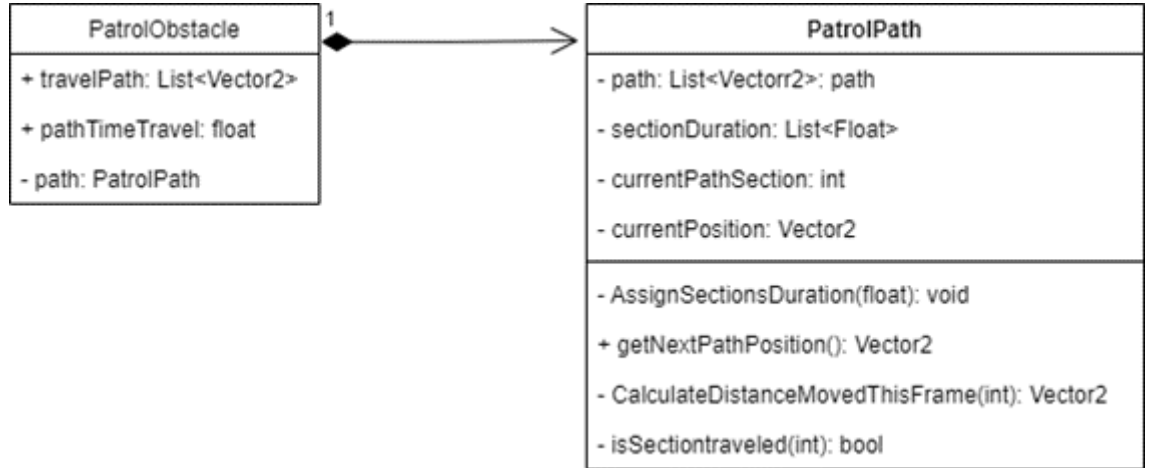 PatrolObstacle
+ travelPath: List<Vector2>
+ pathTimeTravel: float
- path: PatrolPath
1
PatrolPath
- path: List<Vectorr2>: path
- sectionDuration: List<Float>
- currentPathSection: int
- currentPosition: Vector2
- AssignSectionsDuration(float): void
+ getNextPathPosition(): Vector2
- CalculateDistanceMovedThisFrame(int): Vector2
- isSectiontraveled(int): bool